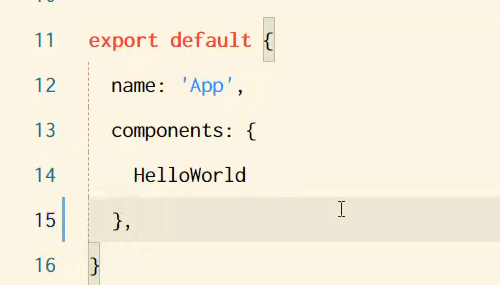 11 export default {
12 name: 'App',
13 components: {
14 HelloWorld
15 },
16 }